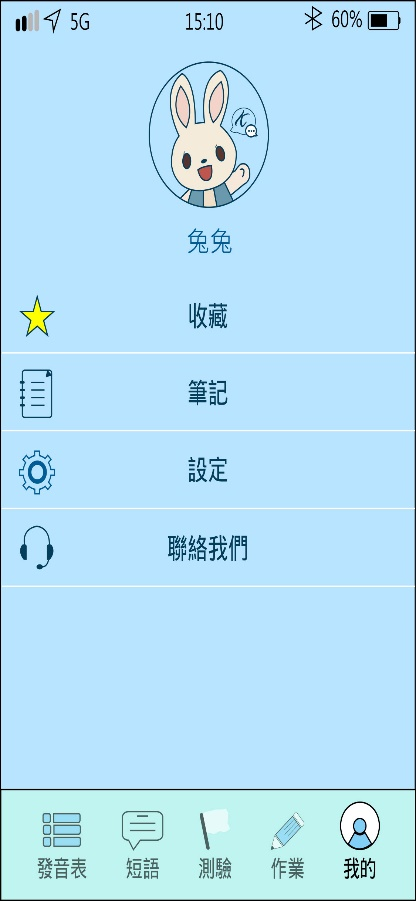 5G 15:10 60%
K
兔兔
收藏
筆記
設定
聯絡我們
發音表 短語 測驗 作業 我的